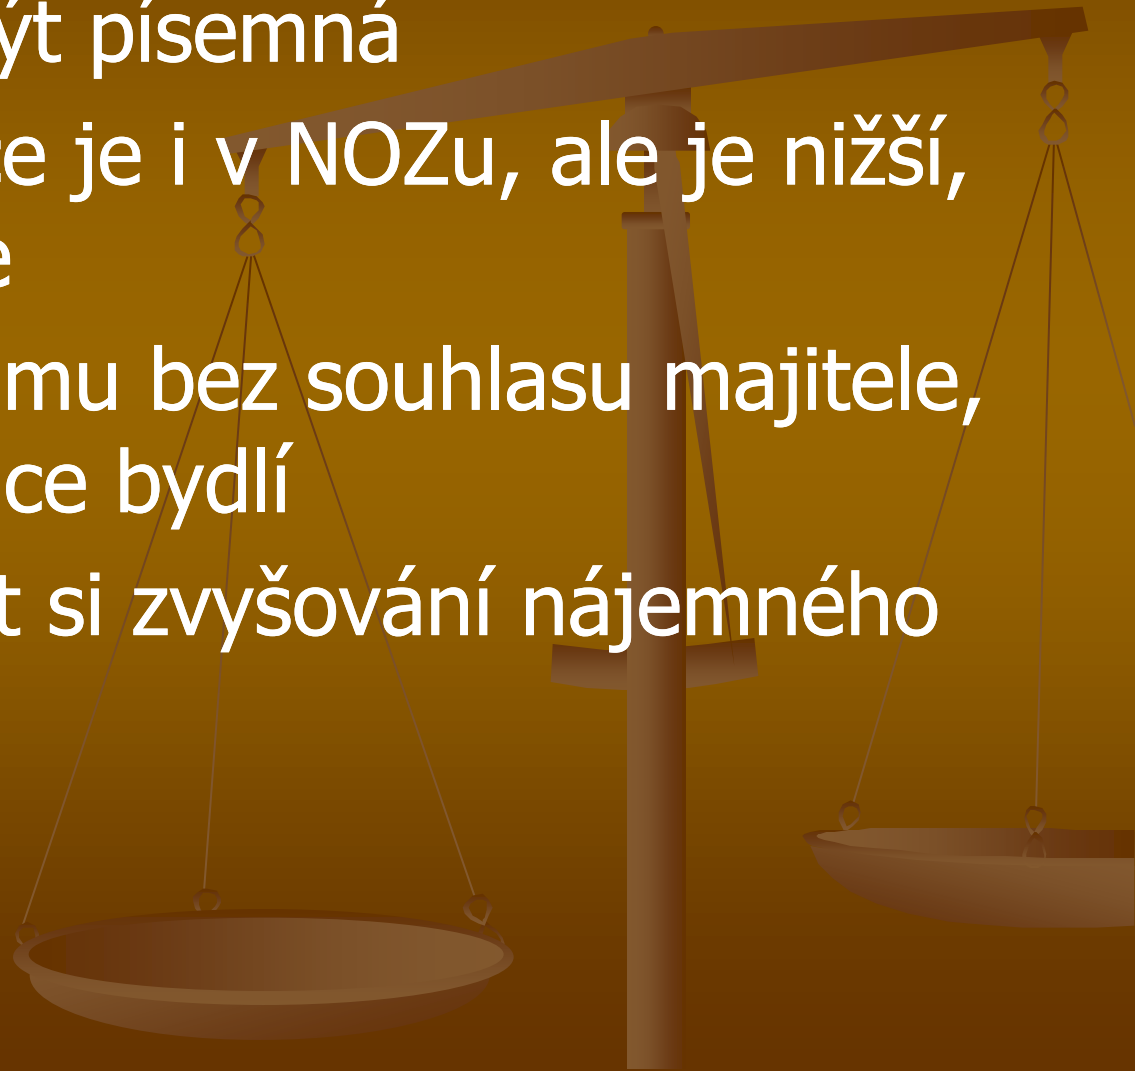 ýt písemná
e je i v NOZu, ale je nižší,
e
mu bez souhlasu majitele,
ce bydlí
t si zvyšování nájemného